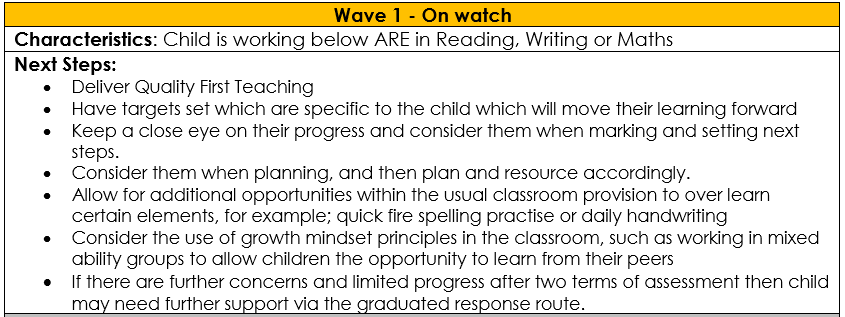 Wave 1 - On watch
Characteristics: Child is working below ARE in Reading, Writing or Maths
Next Steps:
• Deliver Quality First Teaching
• Have targets set which are specific to the child which will move their learning forward
• Keep a close eye on their progress and consider them when marking and setting next
steps.
• Consider them when planning, and then plan and resource accordingly.
• Allow for additional opportunities within the usual classroom provision to over learn
certain elements, for example; quick fire spelling practise or daily handwriting
• Consider the use of growth mindset principles in the classroom, such as working in mixed
ability groups to allow children the opportunity to learn from their peers
• If there are further concerns and limited progress after two terms of assessment then child
may need further support via the graduated response route.